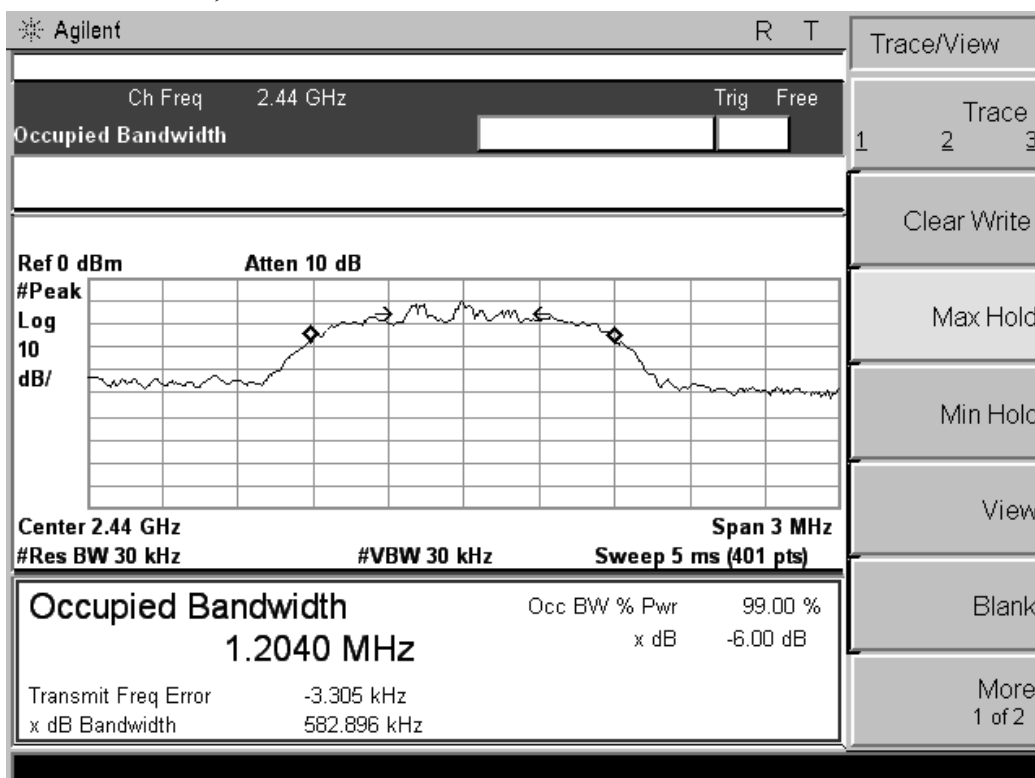 Agilent R T
Ch Freq 2.44 GHz Trig Free
Occupied Bandwidth
Ref 0 dBm Atten 10 dB
#Peak
Log
10
dB/
Center 2.44 GHz Span 3 MHz
#Res BW 30 kHz #VBW 30 kHz Sweep 5 ms (401 pts)
Occupied Bandwidth
1.2040 MHz
Occ BW % Pwr 99.00 %
x dB -6.00 dB
Transmit Freq Error -3.305 kHz
x dB Bandwidth 582.896 kHz
Trace/View
Trace
1 2 3
Clear Write
Max Hold
Min Hold
View
Blank
More
1 of 2